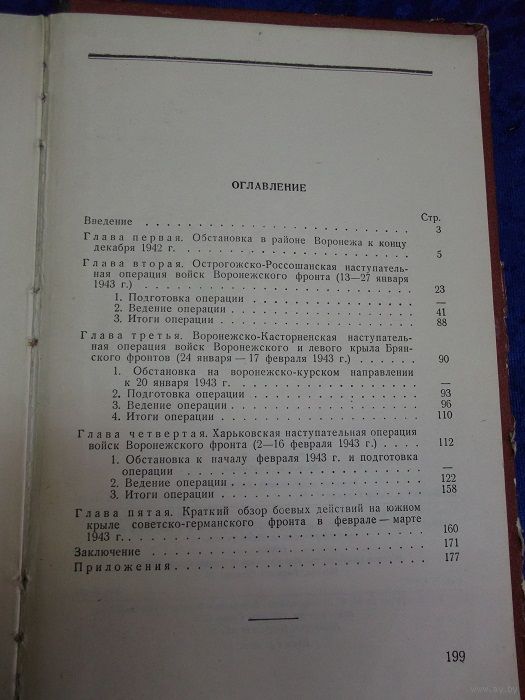 ОГЛАВЛЕНИЕ
Стр.
Введение . . . . . . . . . . . . . . . . . . . 3
Глава первая. Обстановка в районе Воронежа к концу
декабря 1942 г. . . . . . . . . . . . . . . . . 5
Глава вторая. Острогожско-Россошанская наступатель-
ная операция войск Воронежского фронта (13—27 января
1943 г.) . . . . . . . . . . . . . . . . . . . 23
1. Подготовка операции . . . . . . . . . . . . —
2. Ведение операции . . . . . . . . . . . . . 41
3. Итоги операции . . . . . . . . . . . . . . 88
Глава третья. Воронежско-Касторненская наступатель-
ная операция войск Воронежского и левого крыла Брян-
ского фронтов (24 января — 17 февраля 1943 г.) . . . . 90
1. Обстановка на воронежско-курском направлении
к 20 января 1943 г. . . . . . . . . . . . . . —
2. Подготовка операции . . . . . . . . . . . . 93
3. Ведение операции . . . . . . . . . . . . . 96
4. Итоги операции . . . . . . . . . . . . . . 110
Глава четвертая. Харьковская наступательная операция
войск Воронежского фронта (2—16 февраля 1943 г.) . . . 112
1. Обстановка к началу февраля 1943 г. и подготовка
операции . . . . . . . . . . . . . . . . . —
2. Ведение операции . . . . . . . . . . . . . 122
3. Итоги операции . . . . . . . . . . . . . . 158
Глава пятая. Краткий обзор боевых действий на южном
крыле советско-германского фронта в феврале — марте
1943 г. . . . . . . . . . . . . . . . . . . . 160
Заключение . . . . . . . . . . . . . . . . . . 171
Приложения . . . . . . . . . . . . . . . . . . 177
199
www.ay.by